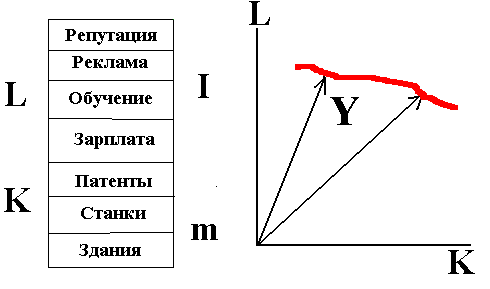 Репутация
Реклама
Обучение
Зарплата
Патенты
Станки
Здания
L
K
I
m
L
Y
K